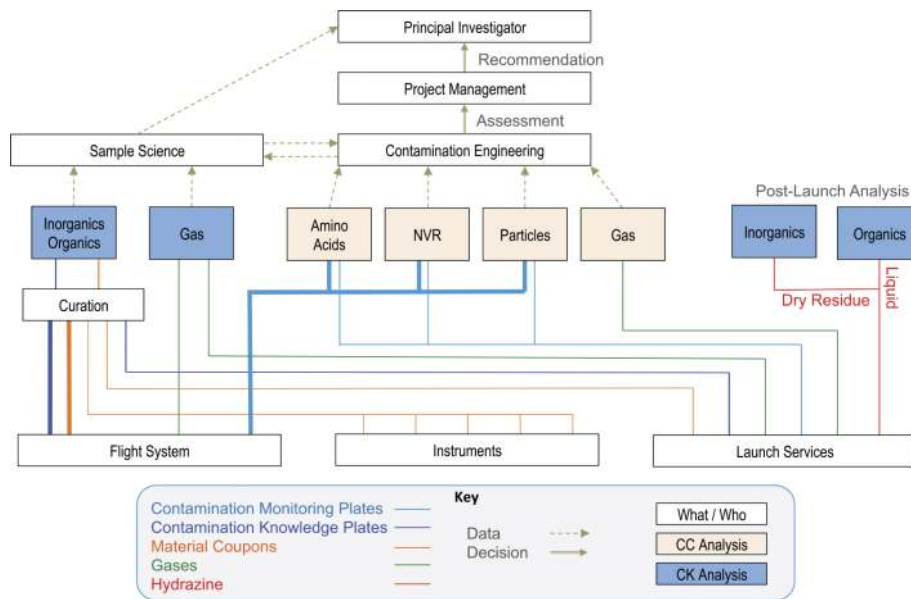 Principal Investigator
Recommendation
Project Management
Assessment
Sample Science
Contamination Engineering
Post-Launch Analysis
Inorganics
Organics
Gas
Amino
Acids
NVR
Particles
Gas
Inorganics
Organics
Curation
Dry Residue
Liquid
Flight System
Instruments
Launch Services
Key
Contamination Monitoring Plates
Contamination Knowledge Plates
Material Coupons
Gases
Hydrazine
Data
Decision
What / Who
CC Analysis
CK Analysis